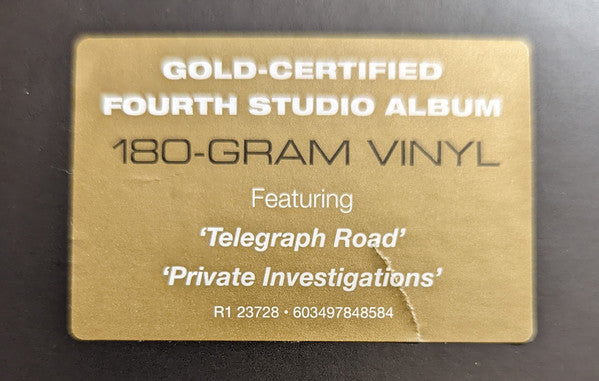 GOLD-CERTIFIED
FOURTH STUDIO ALBUM
180-GRAM VINYL
Featuring
‘Telegraph Road’
‘Private Investigations’
R1 23728 • 603497848584